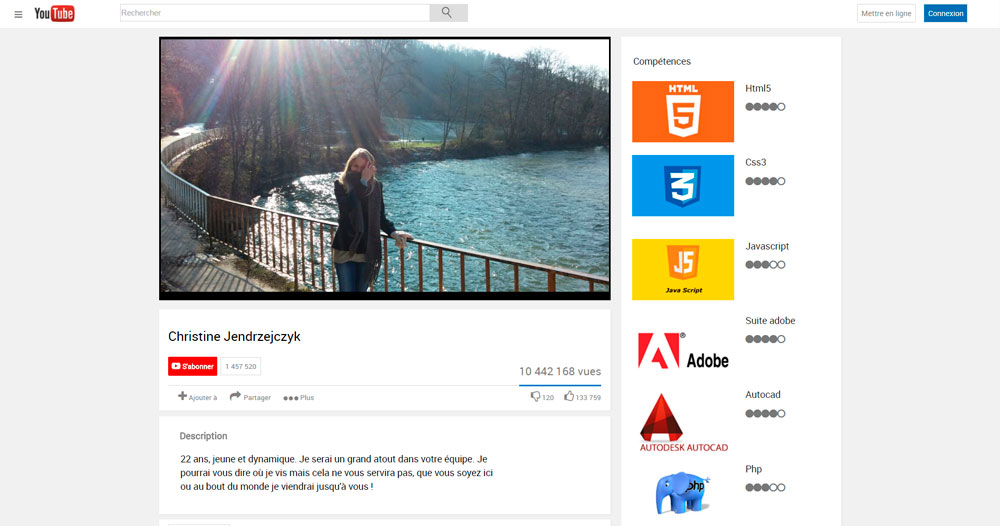 YouTube
Rechercher
Mettre en ligne
Connexion
Christine Jendrzejczyk
S'abonner
1 457 520
10 442 168 vues
Ajouter à
Partager
Plus
120
133 759
Description
22 ans, jeune et dynamique. Je serai un grand atout dans votre équipe. Je
pourrai vous dire où je vis mais cela ne vous servira pas, que vous soyez ici
ou au bout du monde je viendrai jusqu'à vous !
Compétences
HTML
5
Html5
3
Css3
JS
Java Script
Javascript
Adobe
Suite adobe
AUTODESK AUTOCAD
Autocad
php
Php